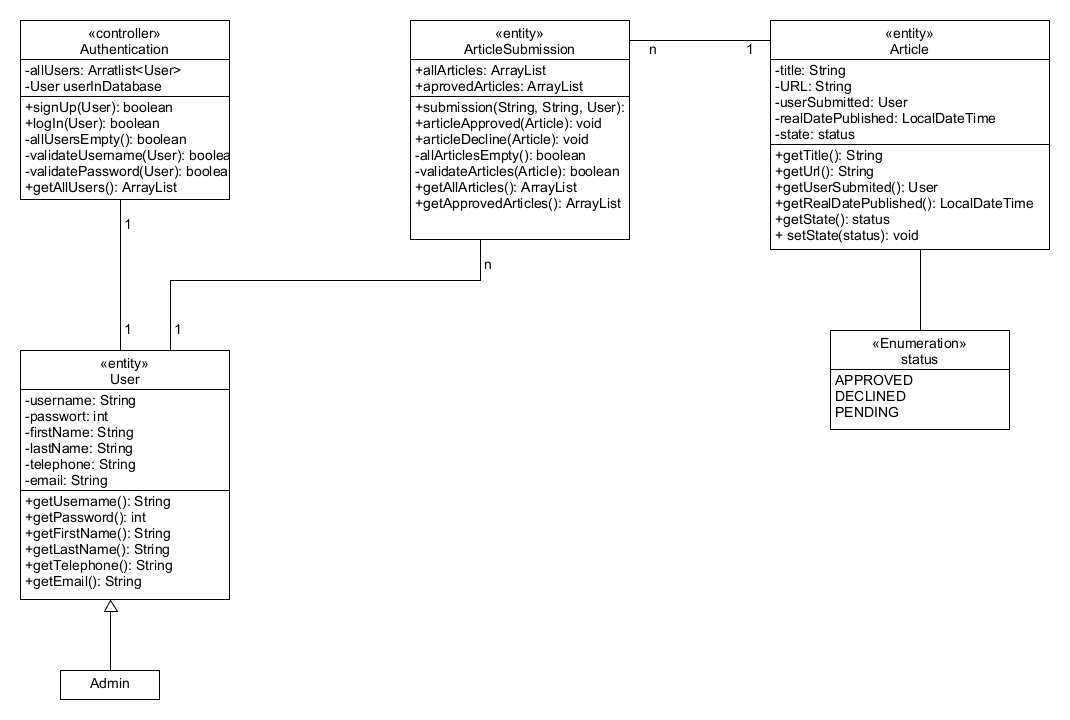 «controller»
Authentication
-allUsers: Arratlist<User>
-User userInDatabase
+signUp(User): boolean
+logIn(User): boolean
-allUsersEmpty(): boolean
-validateUsername(User): boolea
-validatePassword(User): boolea
+getAllUsers(): ArrayList
«entity»
ArticleSubmission
+allArticles: ArrayList
+aprovedArticles: ArrayList
+submission(String, String, User):
+articleApproved(Article): void
+articleDecline(Article): void
-allArticlesEmpty(): boolean
-validateArticles(Article): boolean
+getAllArticles(): ArrayList
+getApprovedArticles(): ArrayList
n
1
«entity»
Article
-title: String
-URL: String
-userSubmitted: User
-realDatePublished: LocalDateTime
-state: status
+getTitle(): String
+getUrl(): String
+getUserSubmited(): User
+getRealDatePublished(): LocalDateTime
+getState(): status
+ setState(status): void
1
n
1
1
«entity»
User
-username: String
-passwort: int
-firstName: String
-lastName: String
-telephone: String
-email: String
+getUsername(): String
+getPassword(): int
+getFirstName(): String
+getLastName(): String
+getTelephone(): String
+getEmail(): String
«Enumeration»
status
APPROVED
DECLINED
PENDING
Admin